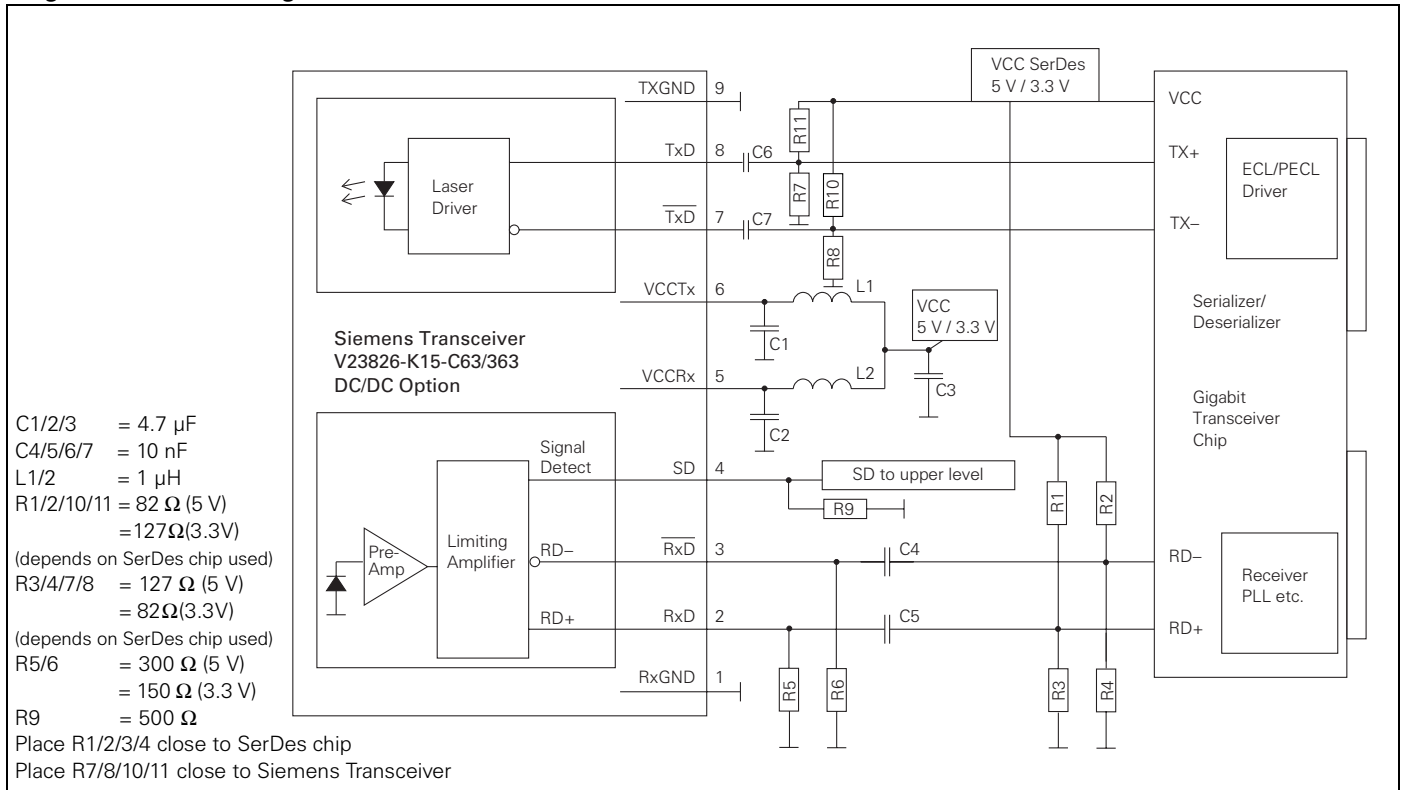 VCC SerDes
5 V / 3.3 V
TXGND 9
VCC
R11
TxD 8 C6
TX+
ECL/PECL
Driver
Laser
Driver
R7
R10
TxD 7 C7
TX–
R8
VCCTx 6
L1
VCC
5 V / 3.3 V
Serializer/
Deserializer
C1
Siemens Transceiver
V23826-K15-C63/363
DC/DC Option
VCCRx 5
L2
C3
Gigabit
Transceiver
Chip
C2
Signal
Detect
SD 4
SD to upper level
R9
R1
R2
Pre-
Amp
Limiting
Amplifier
RD–
RxD 3
C4
RD–
Receiver
PLL etc.
RD+
RxD 2
C5
RD+
RxGND 1
R5
R6
R3
R4
C1/2/3 = 4.7 µF
C4/5/6/7 = 10 nF
L1/2 = 1 µH
R1/2/10/11 = 82 Ω (5 V)
=127Ω(3.3V)
(depends on SerDes chip used)
R3/4/7/8 = 127 Ω (5 V)
= 82Ω(3.3V)
(depends on SerDes chip used)
R5/6 = 300 Ω (5 V)
= 150 Ω (3.3 V)
R9 = 500 Ω
Place R1/2/3/4 close to SerDes chip
Place R7/8/10/11 close to Siemens Transceiver